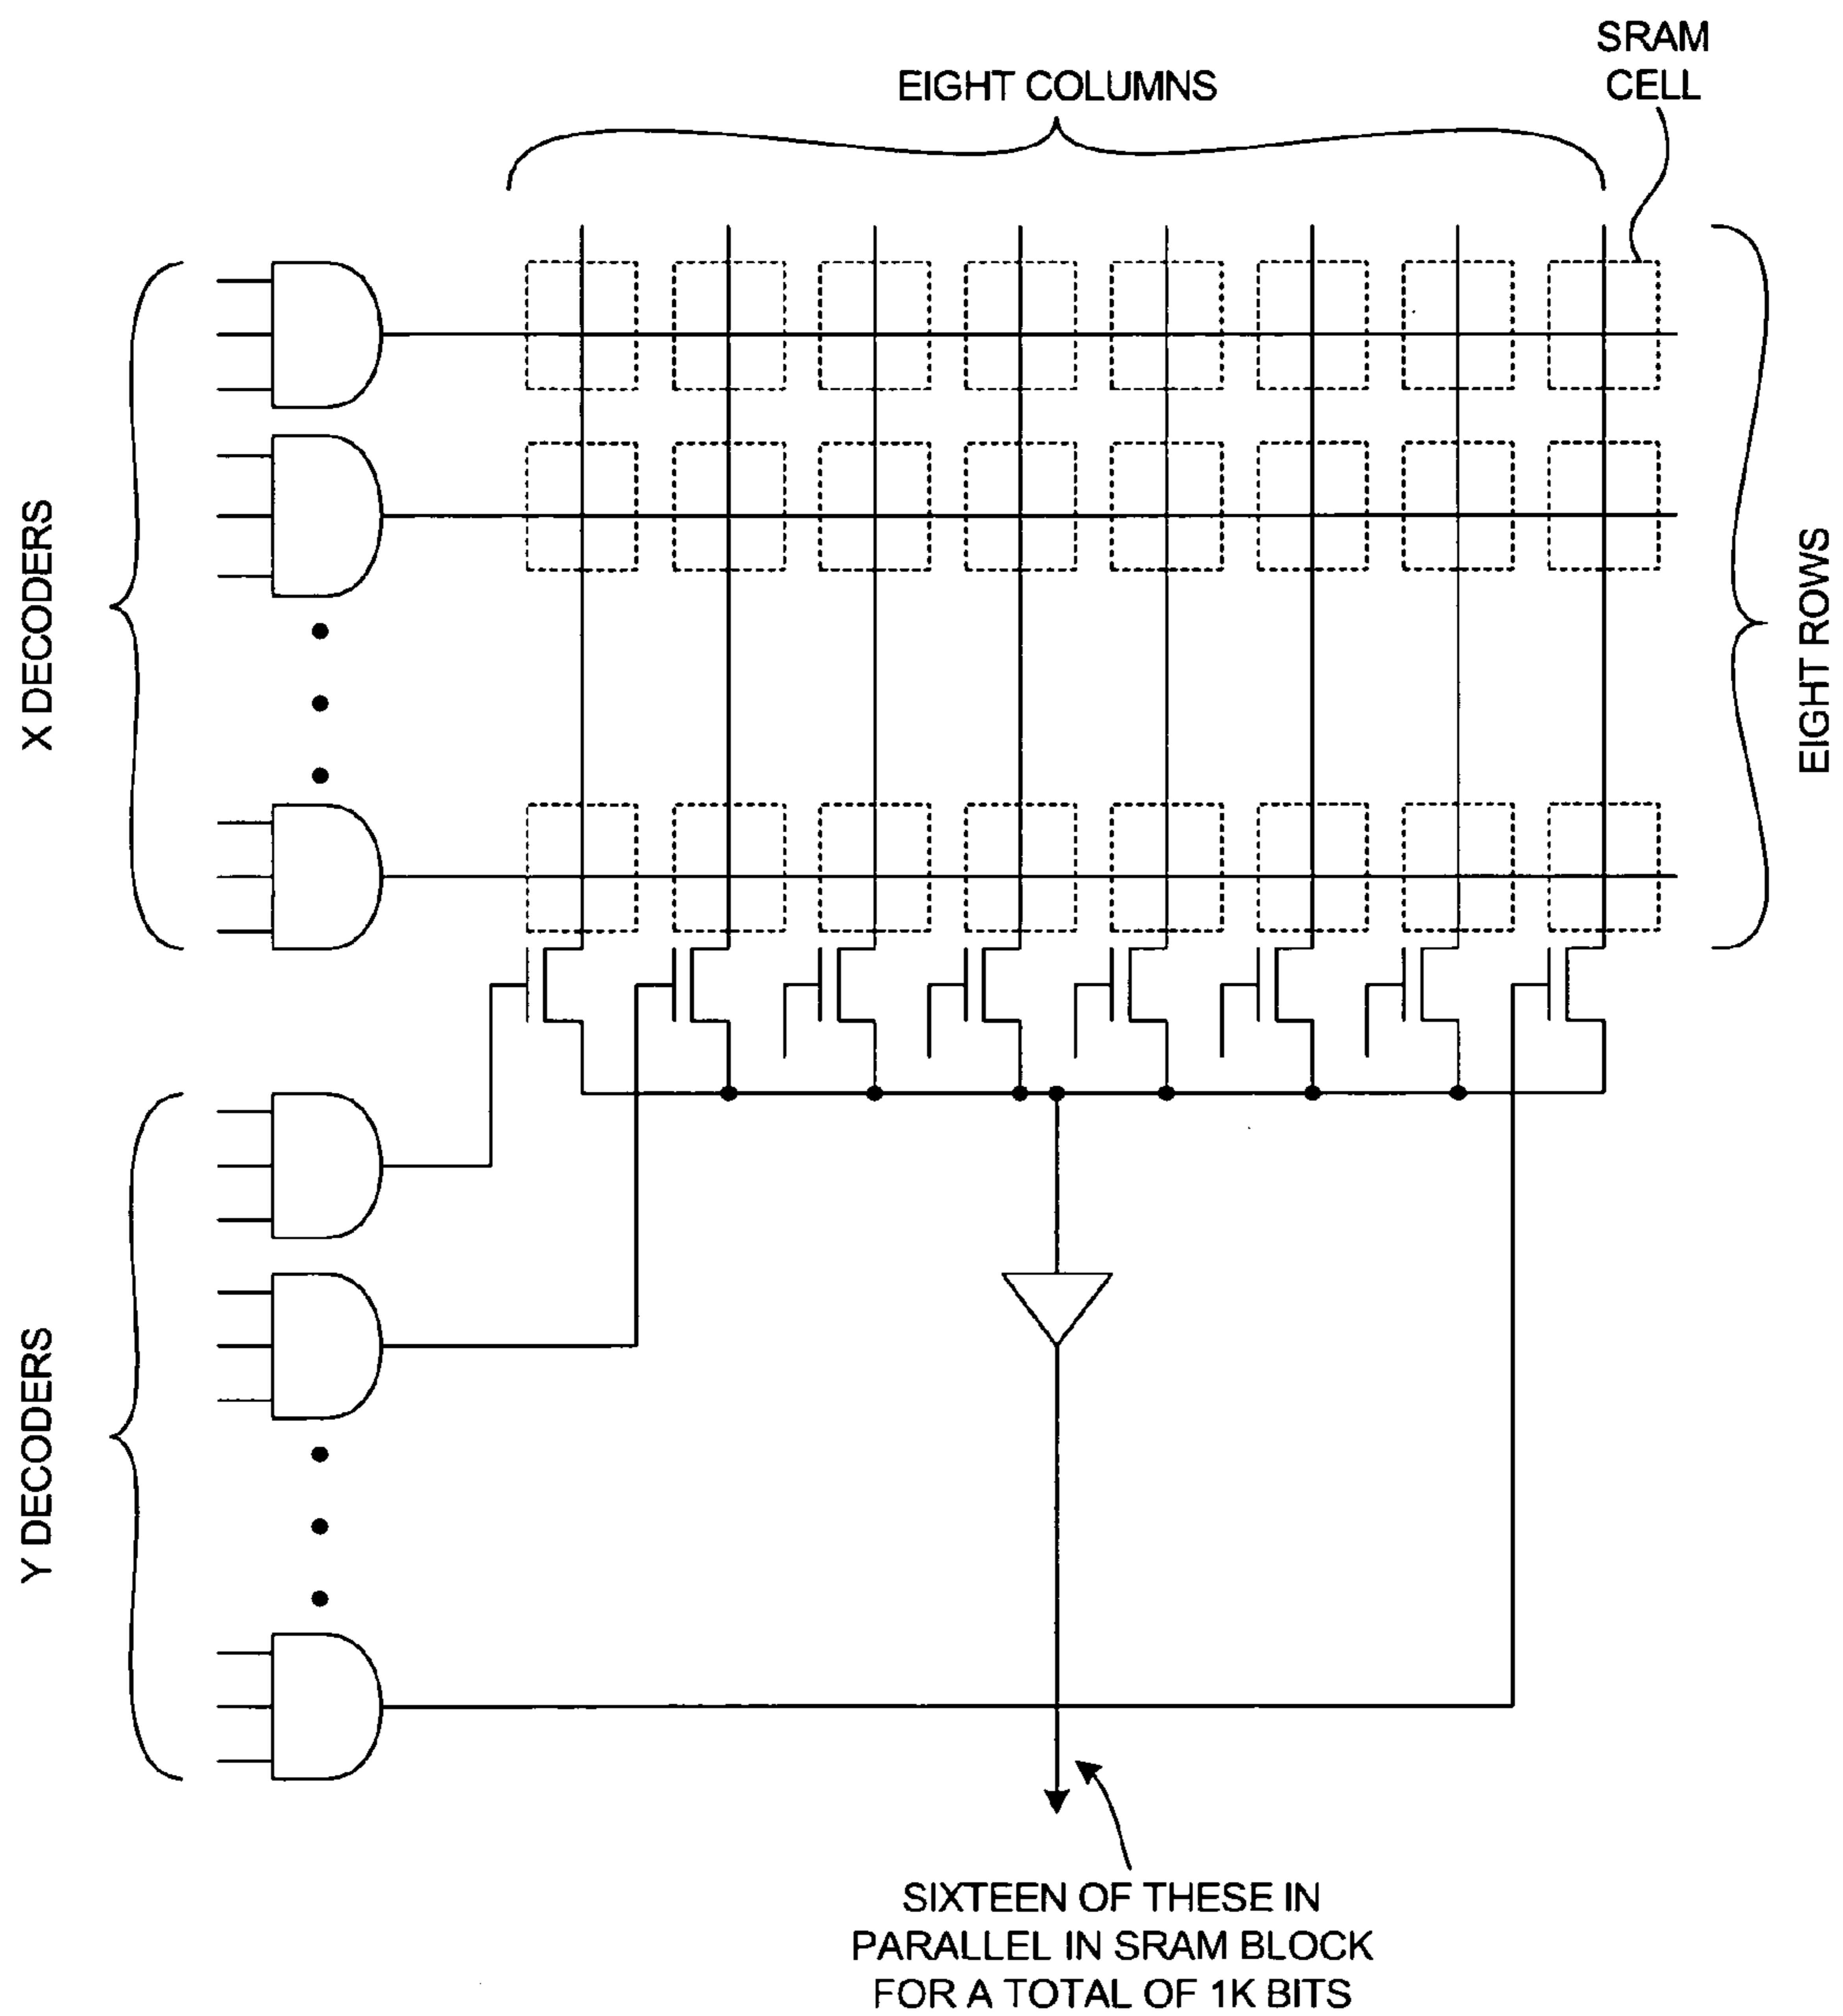 SRAM
CELL
EIGHT COLUMNS
X DECODERS
EIGHT ROWS
Y DECODERS
SIXTEEN OF THESE IN
PARALLEL IN SRAM BLOCK
FOR A TOTAL OF 1K BITS